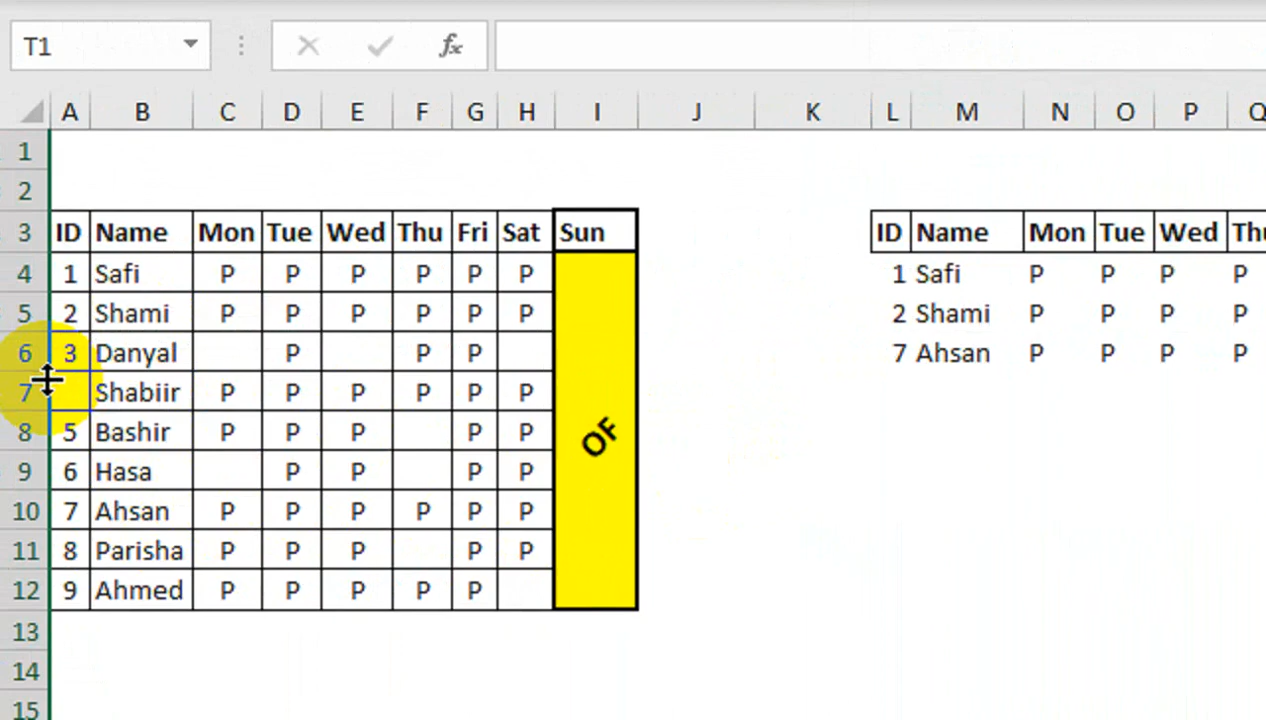 T1 fx
A B C D E F G H I J K L M N O P Q
1
2
3 ID Name Mon Tue Wed Thu Fri Sat Sun ID Name Mon Tue Wed Thu
4 1 Safi P P P P P P 1 Safi P P P P
5 2 Shami P P P P P P 2 Shami P P P P
6 3 Danyal P P P 7 Ahsan P P P P
7 Shabiir P P P P P P OF
8 5 Bashir P P P P P
9 6 Hasa P P P P
10 7 Ahsan P P P P P P
11 8 Parisha P P P P P
12 9 Ahmed P P P P P
13
14
15